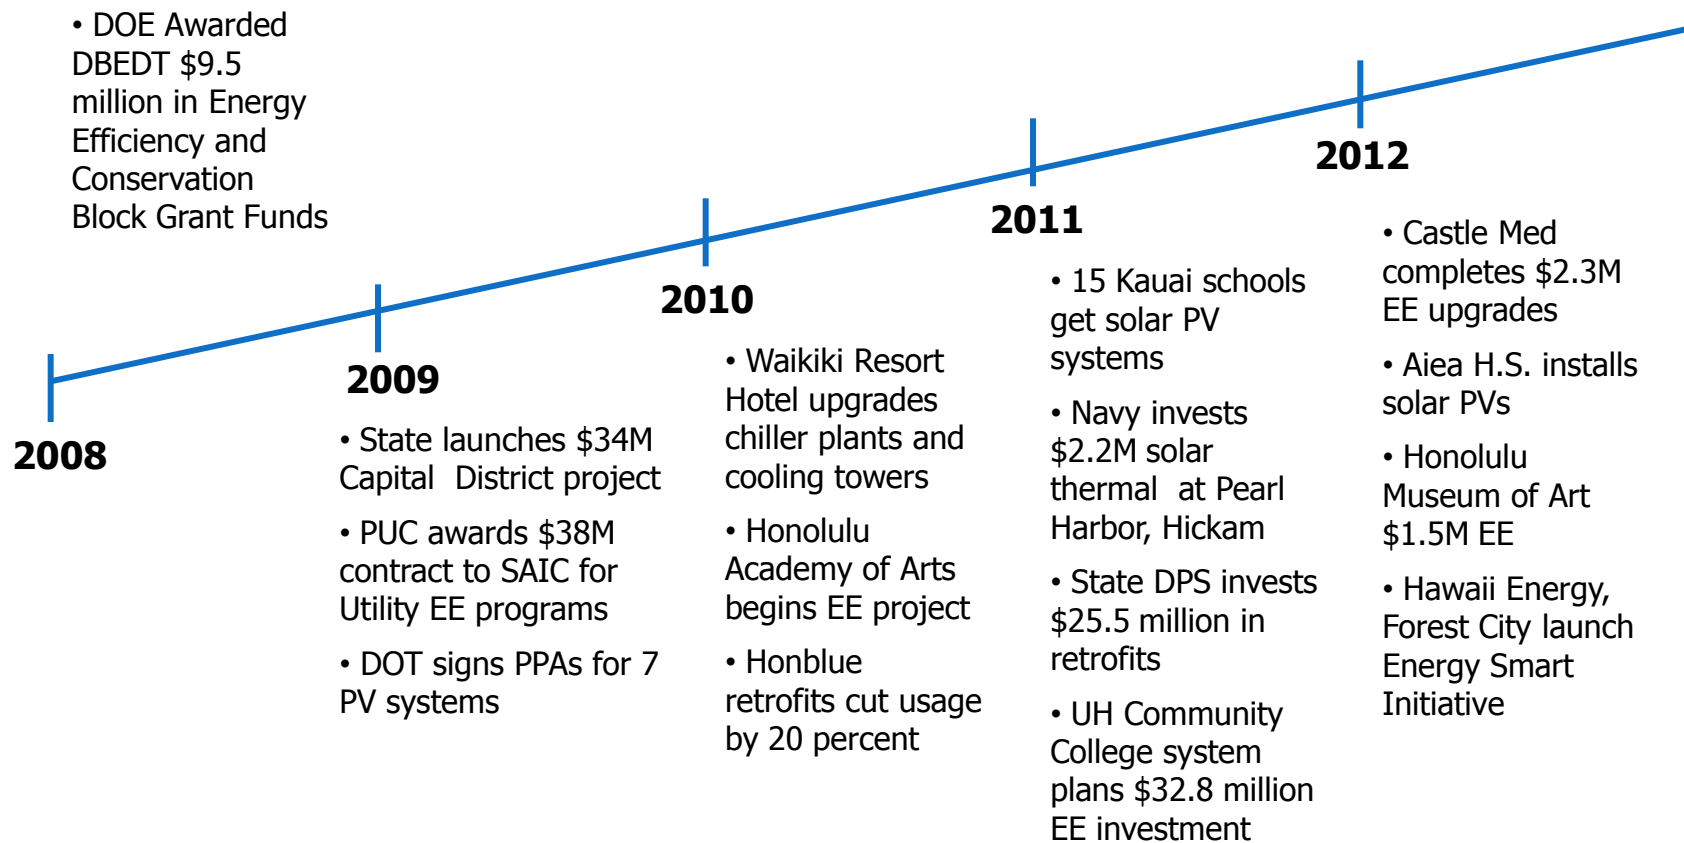 • DOE Awarded
DBEDT $9.5
million in Energy
Efficiency and
Conservation
Block Grant Funds
2008
2009
• State launches $34M
Capital  District project
• PUC awards $38M
contract to SAIC for
Utility EE programs
• DOT signs PPAs for 7
PV systems
2010
• Waikiki Resort
Hotel upgrades
chiller plants and
cooling towers
• Honolulu
Academy of Arts
begins EE project
• Honblue
retrofits cut usage
by 20 percent
2011
• 15 Kauai schools
get solar PV
systems
• Navy invests
$2.2M solar
thermal  at Pearl
Harbor, Hickam
• State DPS invests
$25.5 million in
retrofits
• UH Community
College system
plans $32.8 million
EE investment
2012
• Castle Med
completes $2.3M
EE upgrades
• Aiea H.S. installs
solar PVs
• Honolulu
Museum of Art
$1.5M EE
• Hawaii Energy,
Forest City launch
Energy Smart
Initiative